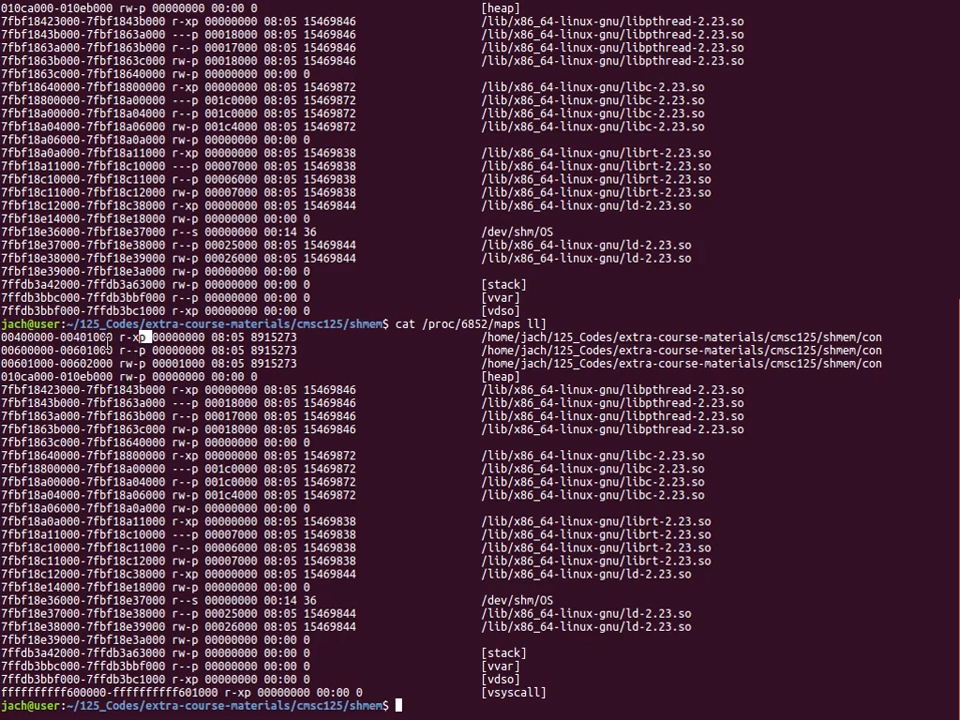 010ca000-010eb000 rw-p 00000000 00:00 0 [heap]
7fbf18423000-7fbf1843b000 r-xp 00000000 08:05 15469846 /lib/x86_64-linux-gnu/libpthread-2.23.so
7fbf1843b000-7fbf1863a000 ---p 00018000 08:05 15469846 /lib/x86_64-linux-gnu/libpthread-2.23.so
7fbf1863a000-7fbf1863b000 r--p 00017000 08:05 15469846 /lib/x86_64-linux-gnu/libpthread-2.23.so
7fbf1863b000-7fbf1863c000 rw-p 00018000 08:05 15469846 /lib/x86_64-linux-gnu/libpthread-2.23.so
7fbf1863c000-7fbf18640000 rw-p 00000000 00:00 0
7fbf18640000-7fbf18800000 r-xp 00000000 08:05 15469872 /lib/x86_64-linux-gnu/libc-2.23.so
7fbf18800000-7fbf18a00000 ---p 001c0000 08:05 15469872 /lib/x86_64-linux-gnu/libc-2.23.so
7fbf18a00000-7fbf18a04000 r--p 001c0000 08:05 15469872 /lib/x86_64-linux-gnu/libc-2.23.so
7fbf18a04000-7fbf18a06000 rw-p 001c4000 08:05 15469872 /lib/x86_64-linux-gnu/libc-2.23.so
7fbf18a06000-7fbf18a0a000 rw-p 00000000 00:00 0
7fbf18a0a000-7fbf18a11000 r-xp 00000000 08:05 15469838 /lib/x86_64-linux-gnu/librt-2.23.so
7fbf18a11000-7fbf18c10000 ---p 00007000 08:05 15469838 /lib/x86_64-linux-gnu/librt-2.23.so
7fbf18c10000-7fbf18c11000 r--p 00006000 08:05 15469838 /lib/x86_64-linux-gnu/librt-2.23.so
7fbf18c11000-7fbf18c12000 rw-p 00007000 08:05 15469838 /lib/x86_64-linux-gnu/librt-2.23.so
7fbf18c12000-7fbf18c38000 r-xp 00000000 08:05 15469844 /lib/x86_64-linux-gnu/ld-2.23.so
7fbf18e14000-7fbf18e18000 rw-p 00000000 00:00 0
7fbf18e36000-7fbf18e37000 r--s 00000000 00:14 36 /dev/shm/OS
7fbf18e37000-7fbf18e38000 r--p 00025000 08:05 15469844 /lib/x86_64-linux-gnu/ld-2.23.so
7fbf18e38000-7fbf18e39000 rw-p 00026000 08:05 15469844 /lib/x86_64-linux-gnu/ld-2.23.so
7fbf18e39000-7fbf18e3a000 rw-p 00000000 00:00 0
7ffdb3a42000-7ffdb3a63000 rw-p 00000000 00:00 0 [stack]
7ffdb3bbc000-7ffdb3bbf000 r--p 00000000 00:00 0 [vvar]
7ffdb3bbf000-7ffdb3bc1000 r-xp 00000000 00:00 0 [vdso]
jach@user:~/125_Codes/extra-course-materials/cmsc125/shmem$ cat /proc/6852/maps ll]
00400000-00401000 r-xp 00000000 08:05 8915273 /home/jach/125_Codes/extra-course-materials/cmsc125/shmem/con
00600000-00601000 r--p 00000000 08:05 8915273 /home/jach/125_Codes/extra-course-materials/cmsc125/shmem/con
00601000-00602000 rw-p 00001000 08:05 8915273 /home/jach/125_Codes/extra-course-materials/cmsc125/shmem/con
010ca000-010eb000 rw-p 00000000 00:00 0 [heap]
7fbf18423000-7fbf1843b000 r-xp 00000000 08:05 15469846 /lib/x86_64-linux-gnu/libpthread-2.23.so
7fbf1843b000-7fbf1863a000 ---p 00018000 08:05 15469846 /lib/x86_64-linux-gnu/libpthread-2.23.so
7fbf1863a000-7fbf1863b000 r--p 00017000 08:05 15469846 /lib/x86_64-linux-gnu/libpthread-2.23.so
7fbf1863b000-7fbf1863c000 rw-p 00018000 08:05 15469846 /lib/x86_64-linux-gnu/libpthread-2.23.so
7fbf1863c000-7fbf18640000 rw-p 00000000 00:00 0
7fbf18640000-7fbf18800000 r-xp 00000000 08:05 15469872 /lib/x86_64-linux-gnu/libc-2.23.so
7fbf18800000-7fbf18a00000 ---p 001c0000 08:05 15469872 /lib/x86_64-linux-gnu/libc-2.23.so
7fbf18a00000-7fbf18a04000 r--p 001c0000 08:05 15469872 /lib/x86_64-linux-gnu/libc-2.23.so
7fbf18a04000-7fbf18a06000 rw-p 001c4000 08:05 15469872 /lib/x86_64-linux-gnu/libc-2.23.so
7fbf18a06000-7fbf18a0a000 rw-p 00000000 00:00 0
7fbf18a0a000-7fbf18a11000 r-xp 00000000 08:05 15469838 /lib/x86_64-linux-gnu/librt-2.23.so
7fbf18a11000-7fbf18c10000 ---p 00007000 08:05 15469838 /lib/x86_64-linux-gnu/librt-2.23.so
7fbf18c10000-7fbf18c11000 r--p 00006000 08:05 15469838 /lib/x86_64-linux-gnu/librt-2.23.so
7fbf18c11000-7fbf18c12000 rw-p 00007000 08:05 15469838 /lib/x86_64-linux-gnu/librt-2.23.so
7fbf18c12000-7fbf18c38000 r-xp 00000000 08:05 15469844 /lib/x86_64-linux-gnu/ld-2.23.so
7fbf18e14000-7fbf18e18000 rw-p 00000000 00:00 0
7fbf18e36000-7fbf18e37000 r--s 00000000 00:14 36 /dev/shm/OS
7fbf18e37000-7fbf18e38000 r--p 00025000 08:05 15469844 /lib/x86_64-linux-gnu/ld-2.23.so
7fbf18e38000-7fbf18e39000 rw-p 00026000 08:05 15469844 /lib/x86_64-linux-gnu/ld-2.23.so
7fbf18e39000-7fbf18e3a000 rw-p 00000000 00:00 0
7ffdb3a42000-7ffdb3a63000 rw-p 00000000 00:00 0 [stack]
7ffdb3bbc000-7ffdb3bbf000 r--p 00000000 00:00 0 [vvar]
7ffdb3bbf000-7ffdb3bc1000 r-xp 00000000 00:00 0 [vdso]
ffffffffff600000-ffffffffff601000 r-xp 00000000 00:00 0 [vsyscall]
jach@user:~/125_Codes/extra-course-materials/cmsc125/shmem$